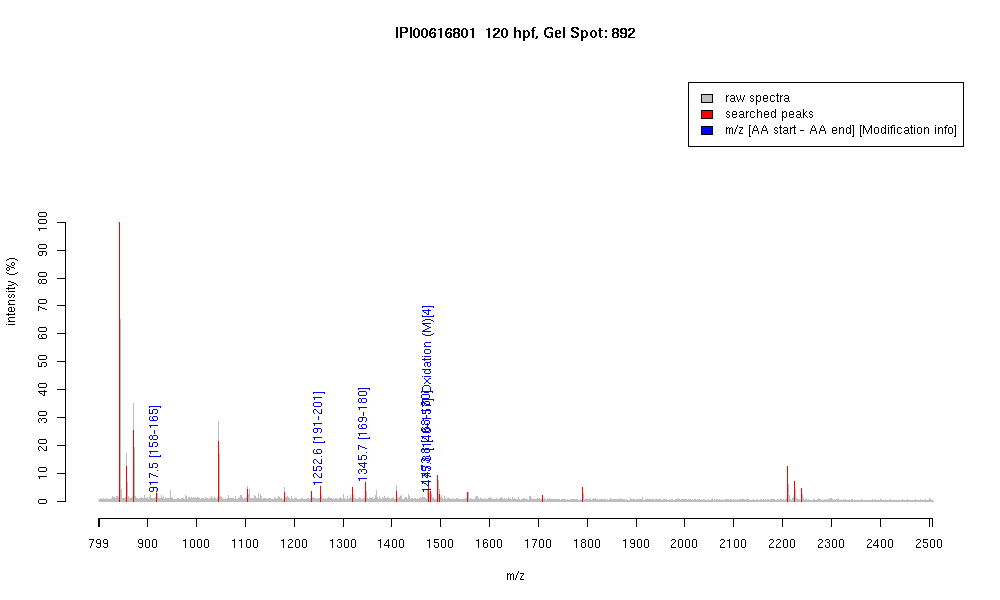 IPI00616801 120 hpf, Gel Spot: 892
raw spectra
searched peaks
m/z [AA start - AA end] [Modification info]
intensity (%)
100
90
80
70
60
50
40
30
20
10
0
917.5 [158-165]
1252.6 [191-201]
1345.7 [169-180]
Oxidation (M)[4]
799 900 1000 1100 1200 1300 1400 1500 1600 1700 1800 1900 2000 2100 2200 2300 2400 2500
m/z